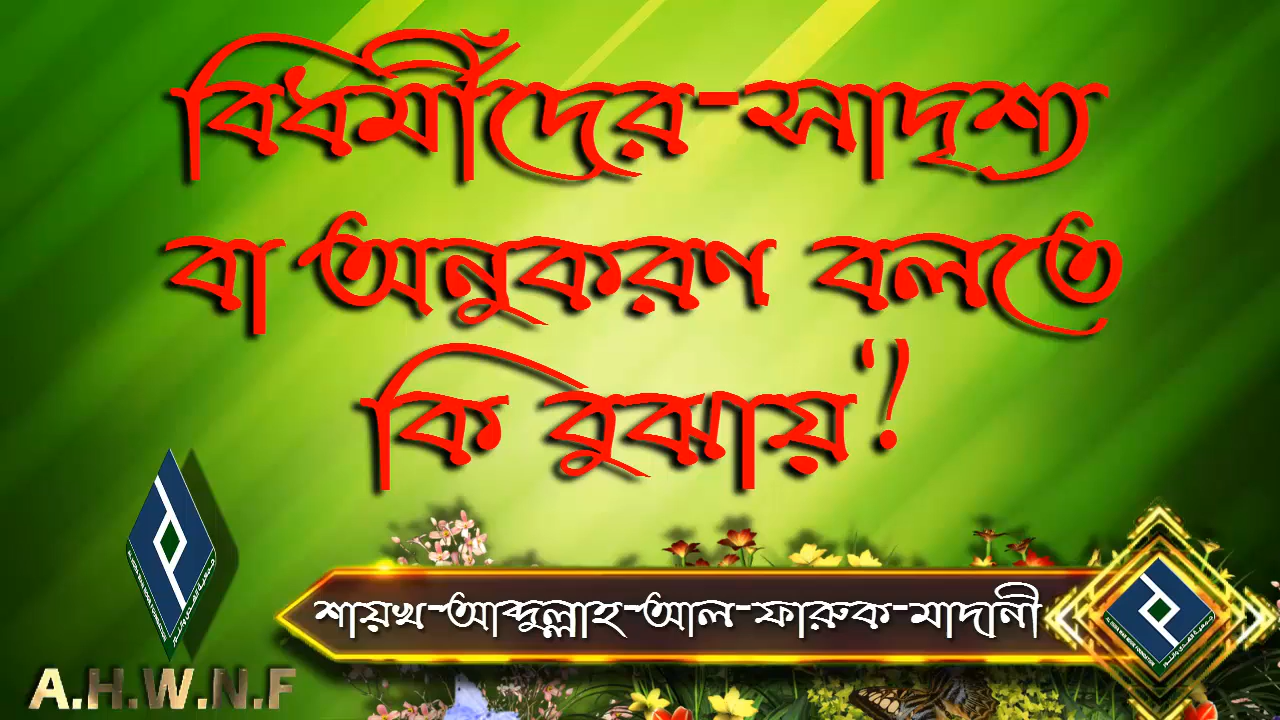 বিধর্মীদের-সাদৃশ্য
বা অনুকরণ বলতে
কি বুঝায়?
শায়খ-আব্দুল্লাহ-আল-ফারুক-মাদানী
A.H.W.N.F